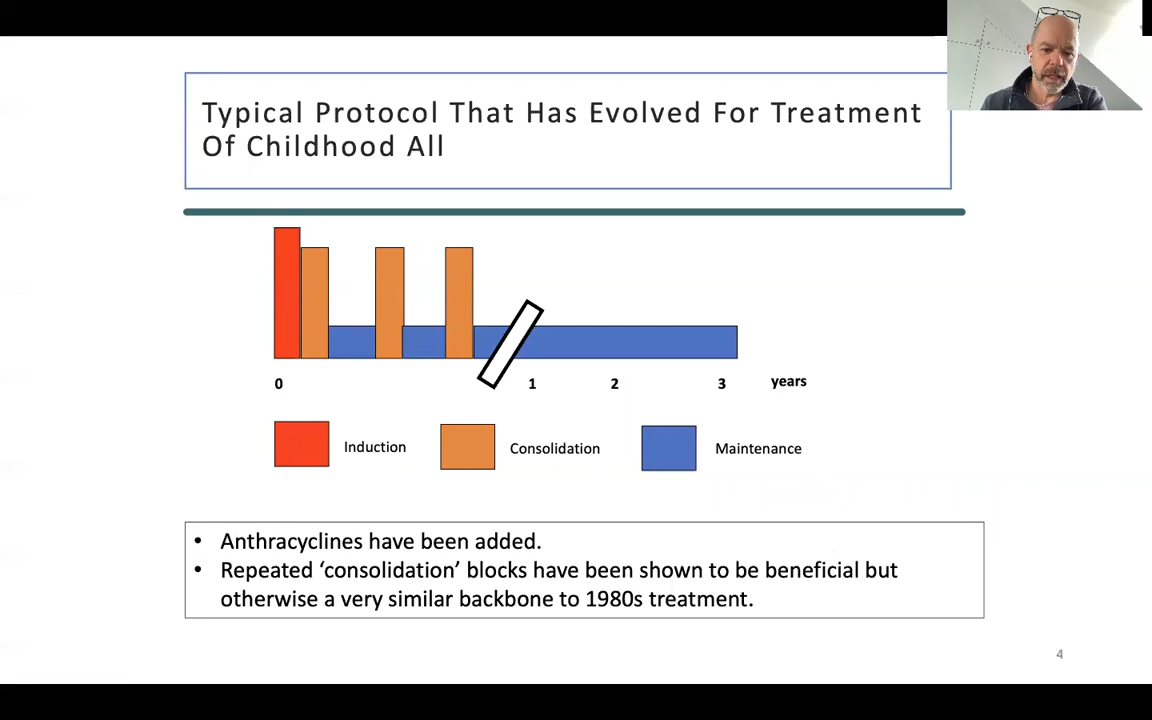 Typical Protocol That Has Evolved For Treatment
Of Childhood All
0
1
2
3
years
Induction
Consolidation
Maintenance
• Anthracyclines have been added.
• Repeated ‘consolidation’ blocks have been shown to be beneficial but
otherwise a very similar backbone to 1980s treatment.
4